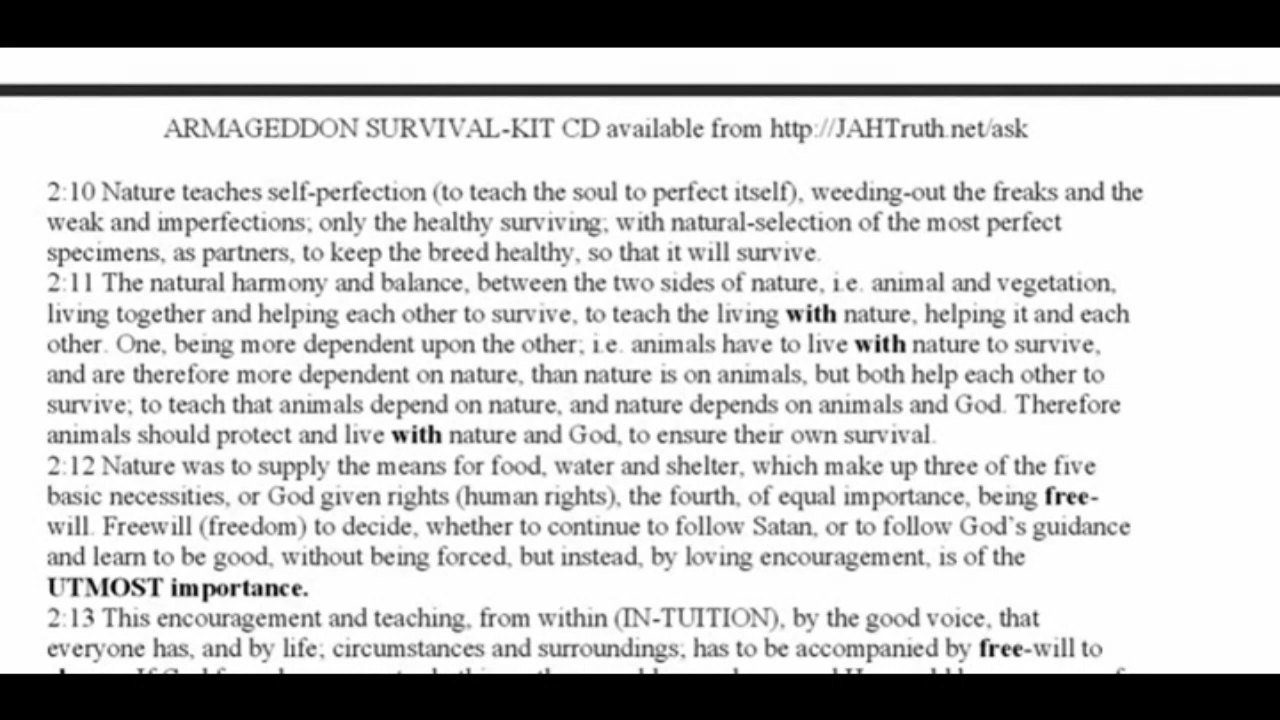 ARMAGEDDON SURVIVAL-KIT CD available from http://JAHTruth.net/ask
2:10 Nature teaches self-perfection (to teach the soul to perfect itself), weeding-out the freaks and the
weak and imperfections; only the healthy surviving; with natural-selection of the most perfect
specimens, as partners, to keep the breed healthy, so that it will survive.
2:11 The natural harmony and balance, between the two sides of nature, i.e. animal and vegetation,
living together and helping each other to survive, to teach the living with nature, helping it and each
other. One, being more dependent upon the other; i.e. animals have to live with nature to survive,
and are therefore more dependent on nature, than nature is on animals, but both help each other to
survive; to teach that animals depend on nature, and nature depends on animals and God. Therefore
animals should protect and live with nature and God, to ensure their own survival.
2:12 Nature was to supply the means for food, water and shelter, which make up three of the five
basic necessities, or God given rights (human rights), the fourth, of equal importance, being free-
will. Freewill (freedom) to decide, whether to continue to follow Satan, or to follow God's guidance
and learn to be good, without being forced, but instead, by loving encouragement, is of the
UTMOST importance.
2:13 This encouragement and teaching, from within (IN-TUITION), by the good voice, that
everyone has, and by life; circumstances and surroundings; has to be accompanied by free-will to